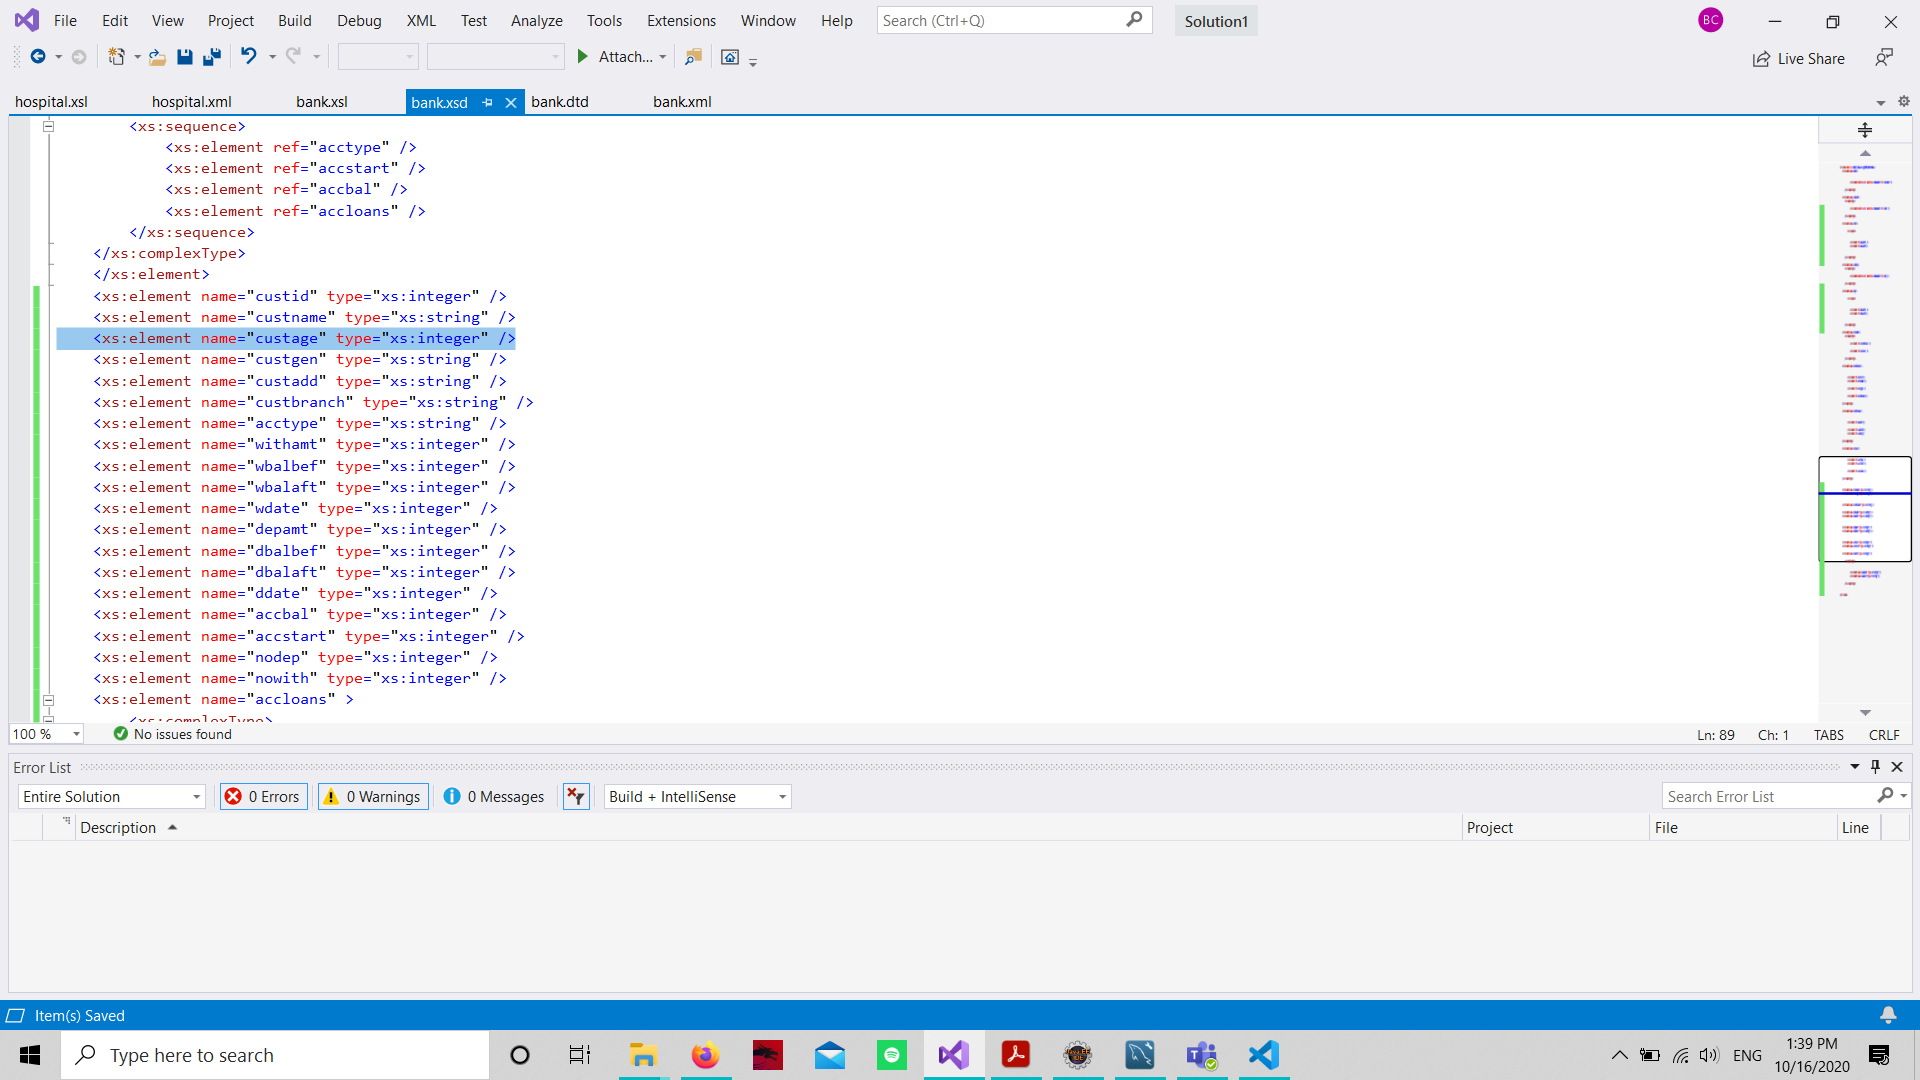 File Edit View Project Build Debug XML Test Analyze Tools Extensions Window Help Search (Ctrl+Q) Solution1 BC
Attach... Live Share
hospital.xsl hospital.xml bank.xsl bank.xsd bank.dtd bank.xml
<xs:sequence>
<xs:element ref="acctype" />
<xs:element ref="accstart" />
<xs:element ref="accbal" />
<xs:element ref="accloans" />
</xs:sequence>
</xs:complexType>
</xs:element>
<xs:element name="custid" type="xs:integer" />
<xs:element name="custname" type="xs:string" />
<xs:element name="custage" type="xs:integer" />
<xs:element name="custgen" type="xs:string" />
<xs:element name="custadd" type="xs:string" />
<xs:element name="custbranch" type="xs:string" />
<xs:element name="acctype" type="xs:string" />
<xs:element name="withamt" type="xs:integer" />
<xs:element name="wbalbef" type="xs:integer" />
<xs:element name="wbalaft" type="xs:integer" />
<xs:element name="wdate" type="xs:integer" />
<xs:element name="depamt" type="xs:integer" />
<xs:element name="dbalbef" type="xs:integer" />
<xs:element name="dbalaft" type="xs:integer" />
<xs:element name="ddate" type="xs:integer" />
<xs:element name="accbal" type="xs:integer" />
<xs:element name="accstart" type="xs:integer" />
<xs:element name="nodep" type="xs:integer" />
<xs:element name="nowith" type="xs:integer" />
<xs:element name="accloans" >
<xs:complexType>
100 % No issues found Ln: 89 Ch: 1 TABS CRLF
Error List
Entire Solution 0 Errors 0 Warnings 0 Messages Build + IntelliSense Search Error List
Description Project File Line
Item(s) Saved
Type here to search ENG 1:39 PM
10/16/2020